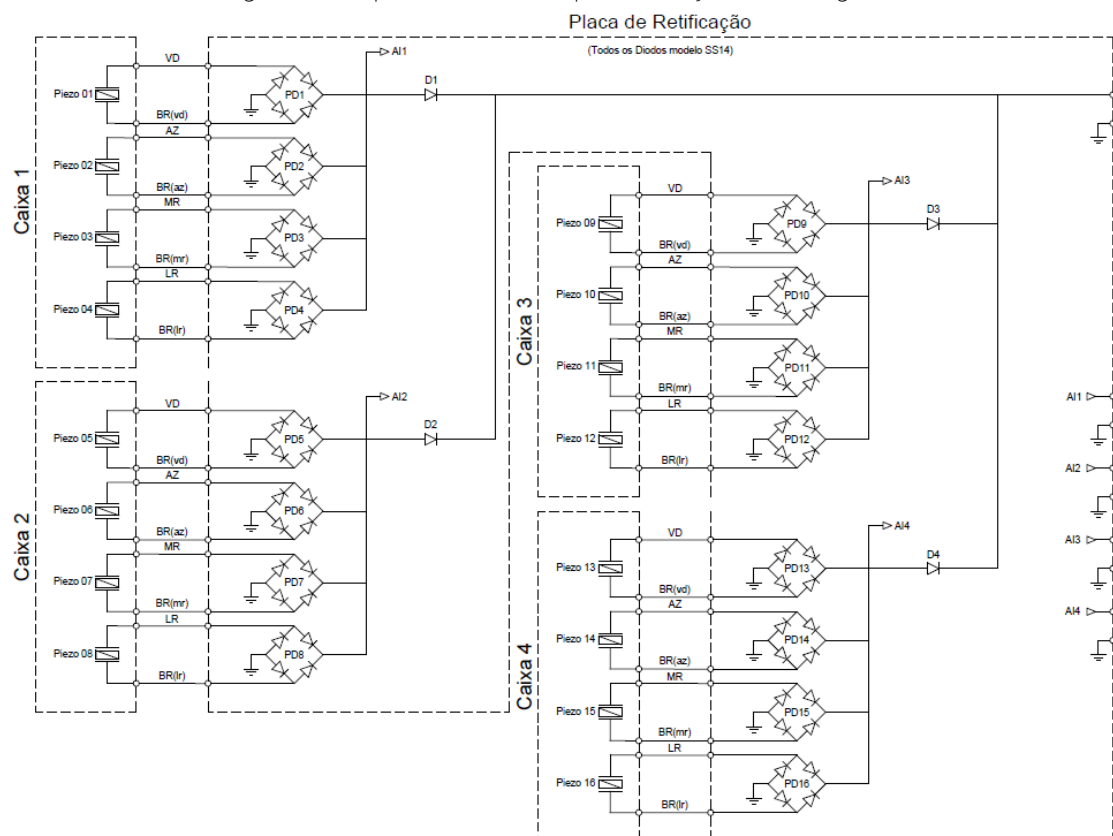 Placa de Retificação
(Todos os Diodos modelo SS14)
Caixa 1
Piezo 01
VD
BR(vd)
PD1
AI1
D1
Piezo 02
AZ
BR(az)
PD2
Piezo 03
MR
BR(mr)
PD3
Piezo 04
LR
BR(lr)
PD4
Caixa 2
Piezo 05
VD
BR(vd)
PD5
AI2
D2
Piezo 06
AZ
BR(az)
PD6
Piezo 07
MR
BR(mr)
PD7
Piezo 08
LR
BR(lr)
PD8
Caixa 3
Piezo 09
VD
BR(vd)
PD9
AI3
D3
Piezo 10
AZ
BR(az)
PD10
Piezo 11
MR
BR(mr)
PD11
Piezo 12
LR
BR(lr)
PD12
Caixa 4
Piezo 13
VD
BR(vd)
PD13
AI4
D4
Piezo 14
AZ
BR(az)
PD14
Piezo 15
MR
BR(mr)
PD15
Piezo 16
LR
BR(lr)
PD16
AI1
AI2
AI3
AI4